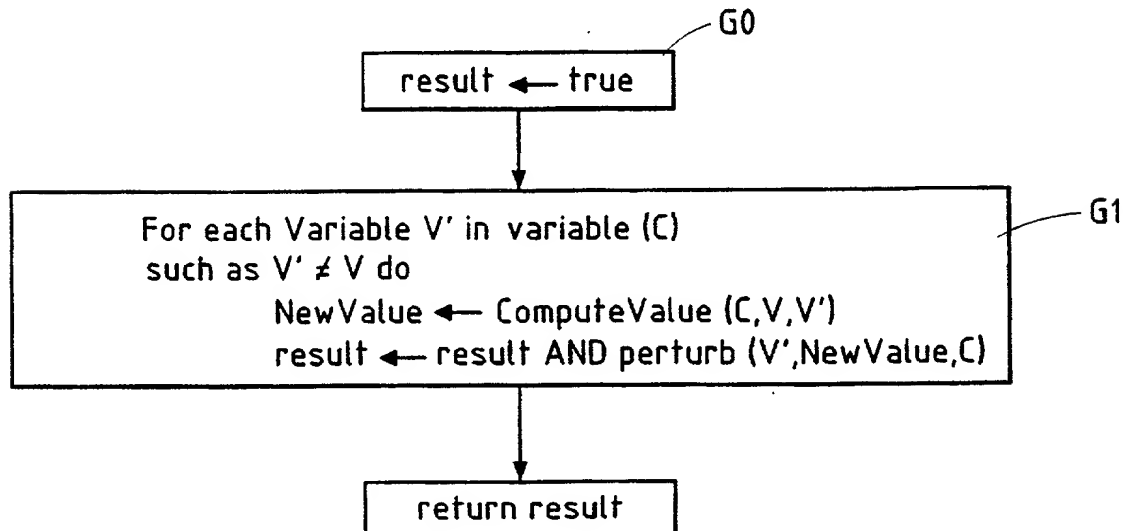 G0
result ← true
G1
For each Variable V' in variable (C)
such as V' ≠ V do
NewValue ← ComputeValue (C,V,V')
result ← result AND perturb (V',NewValue,C)
return result